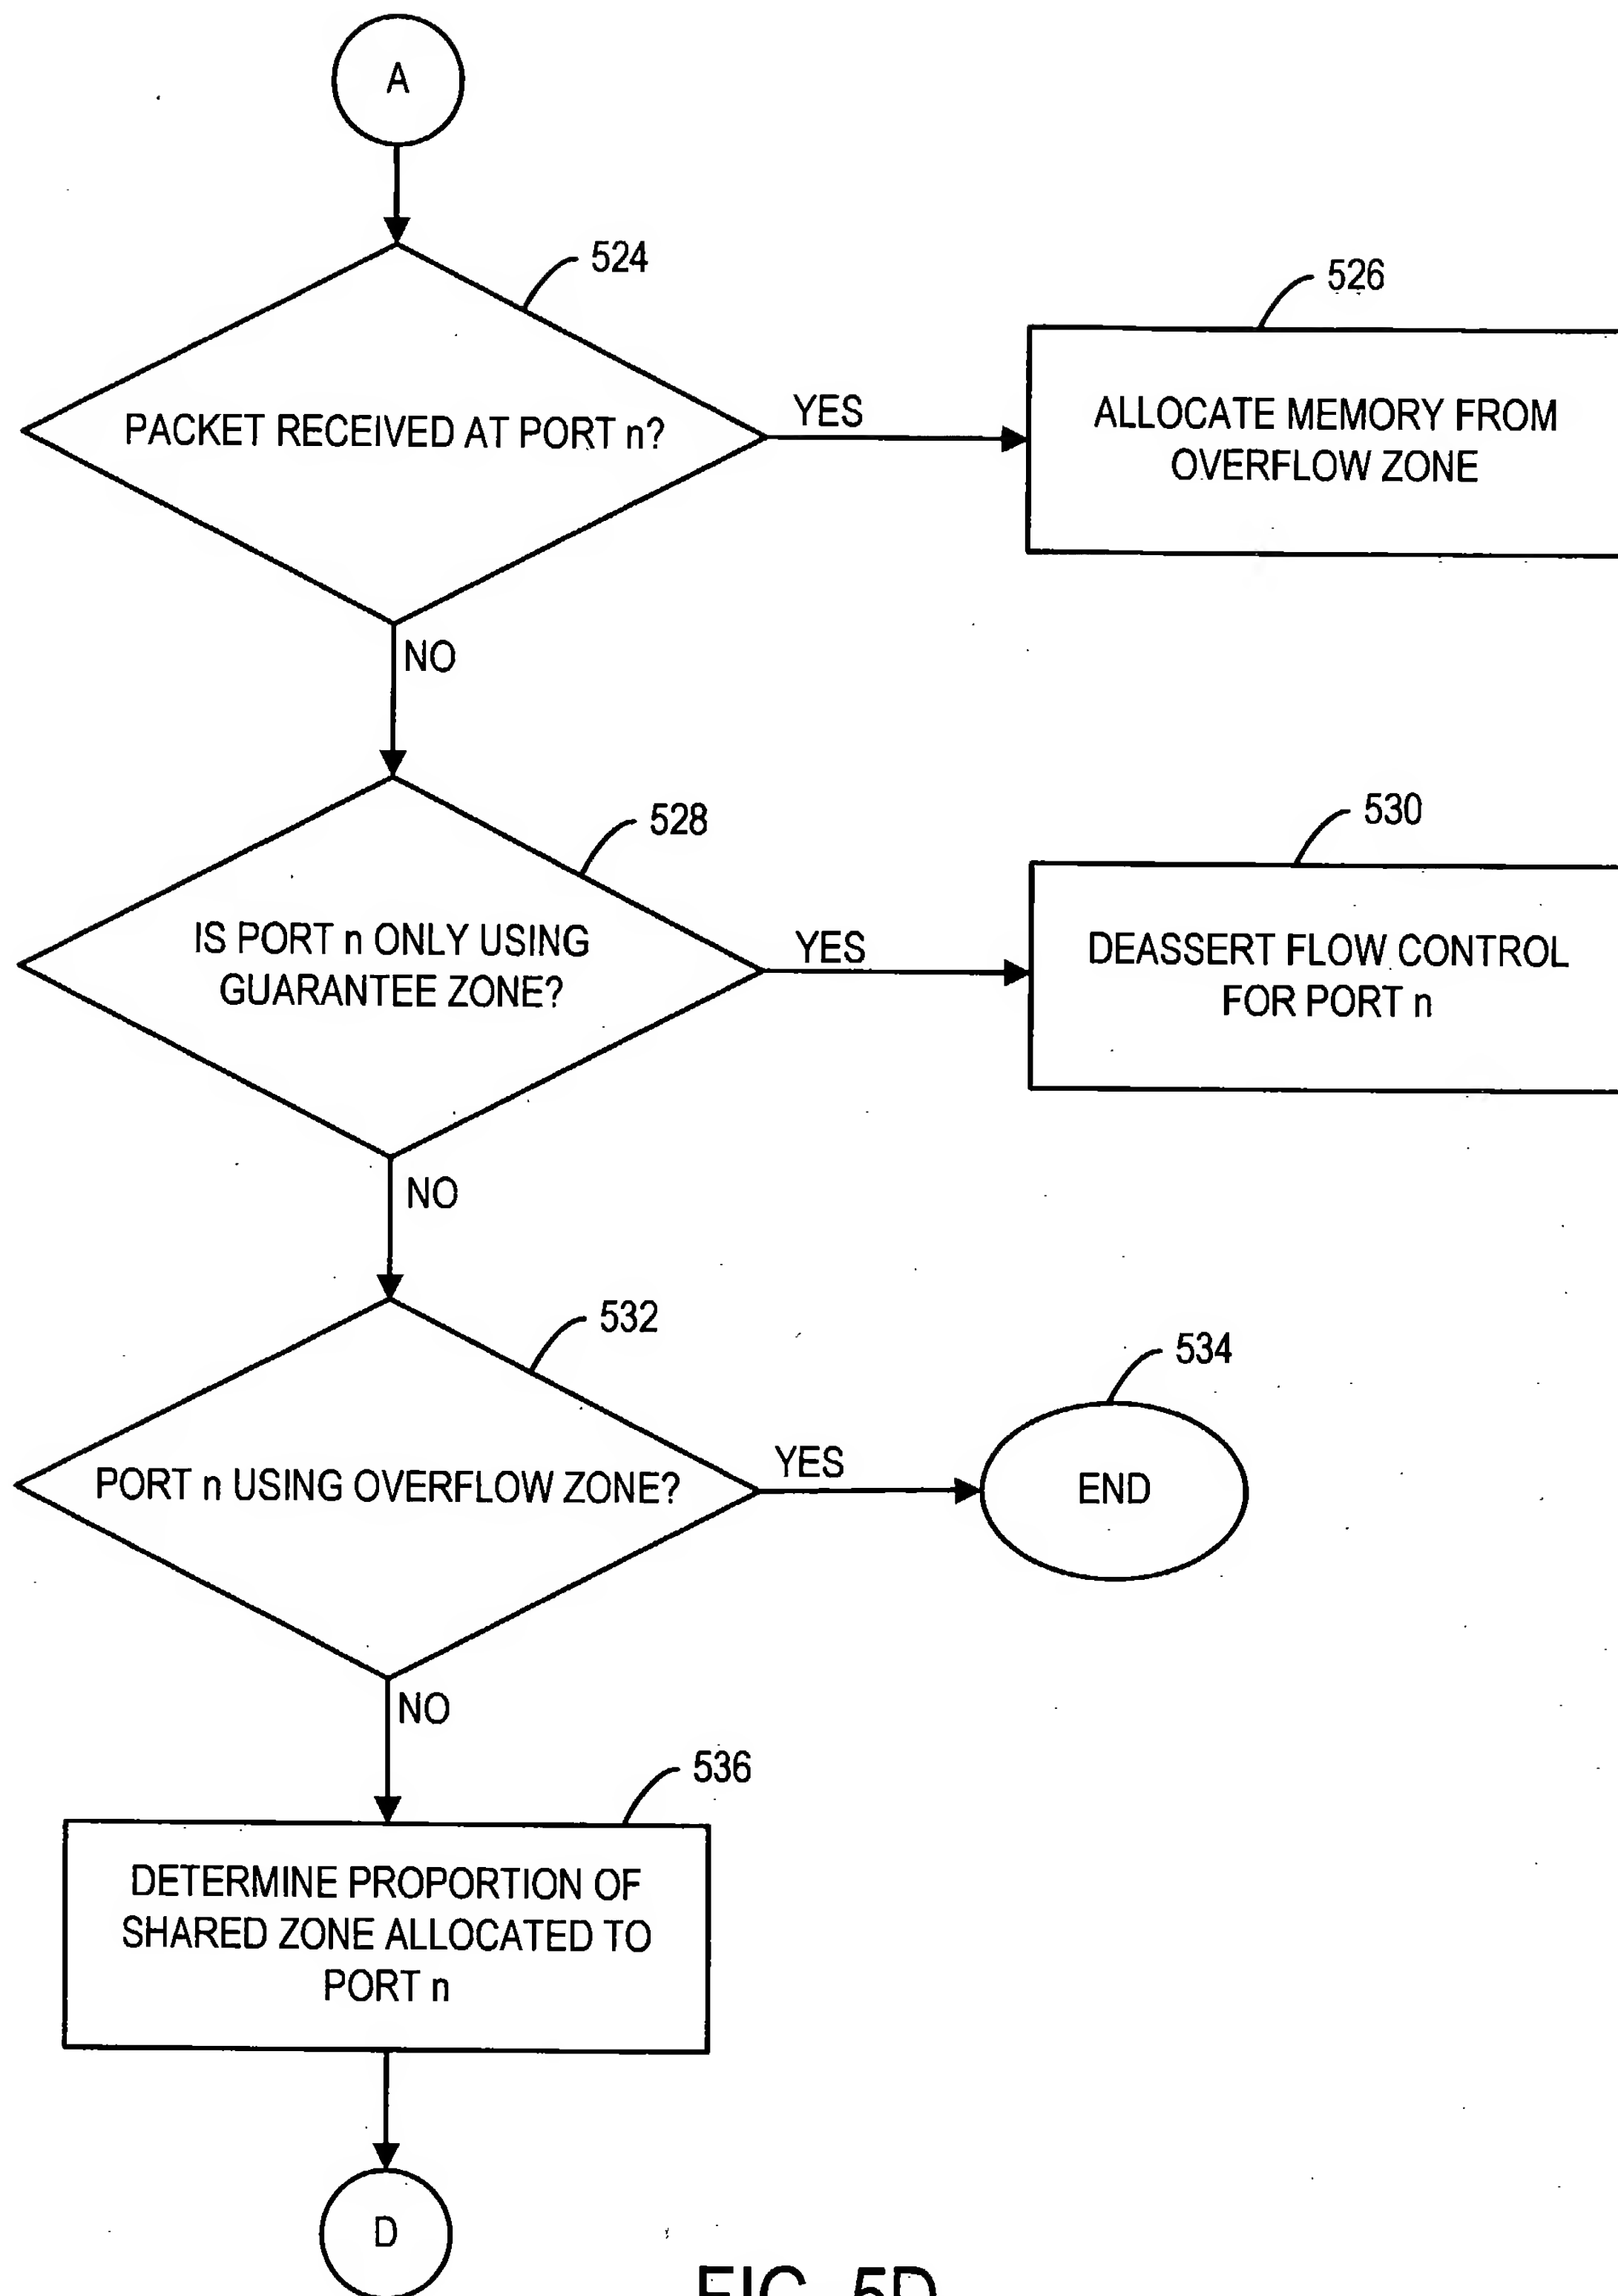 A
524
PACKET RECEIVED AT PORT n?
YES
526
ALLOCATE MEMORY FROM
OVERFLOW ZONE
NO
528
IS PORT n ONLY USING
GUARANTEE ZONE?
YES
530
DEASSERT FLOW CONTROL
FOR PORT n
NO
532
PORT n USING OVERFLOW ZONE?
YES
534
END
NO
536
DETERMINE PROPORTION OF
SHARED ZONE ALLOCATED TO
PORT n
D
FIG. 5D